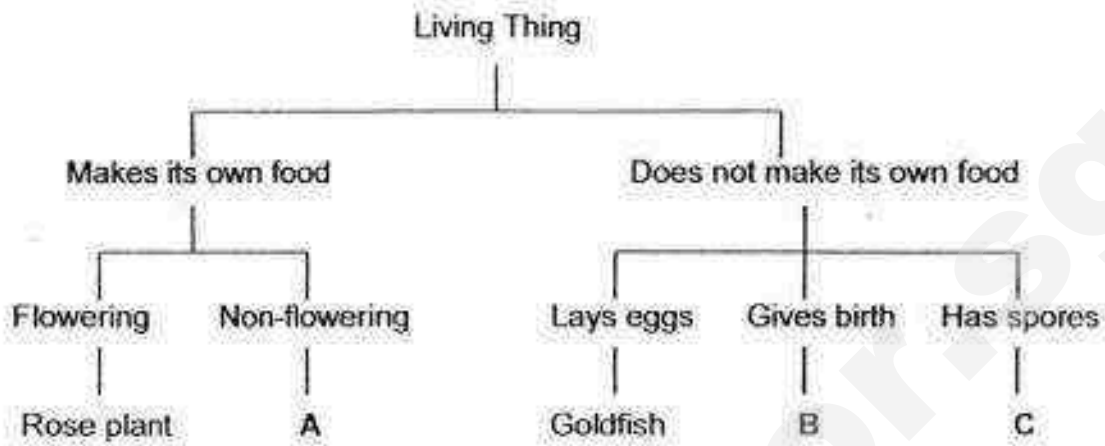 Living Thing
Makes its own food Does not make its own food
Flowering Non-flowering Lays eggs Gives birth Has spores
Rose plant A Goldfish B C